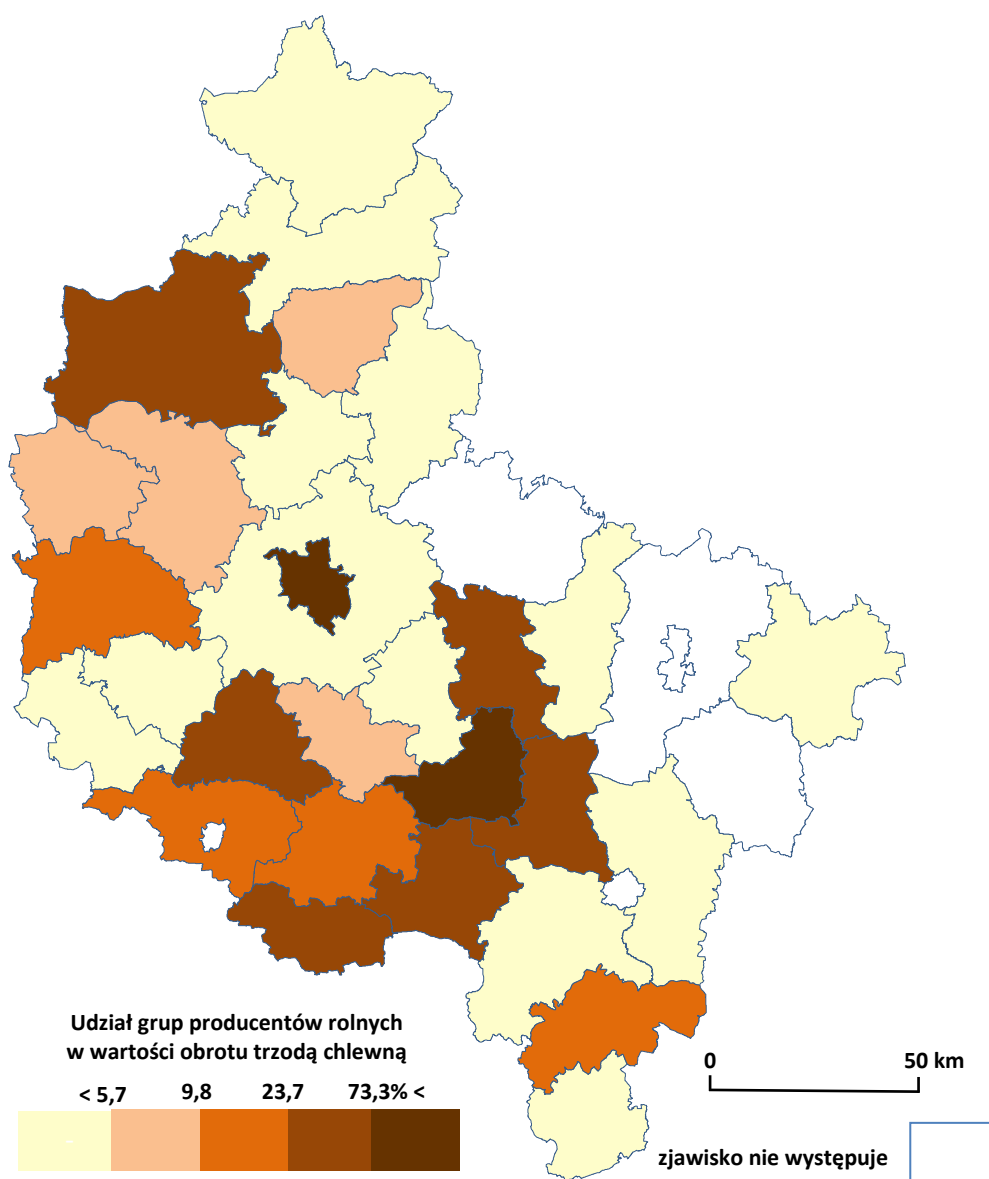 Udział grup producentów rolnych
w wartości obrotu trzodą chlewną
< 5,7 9,8 23,7 73,3% <
0 50 km
zjawisko nie występuje